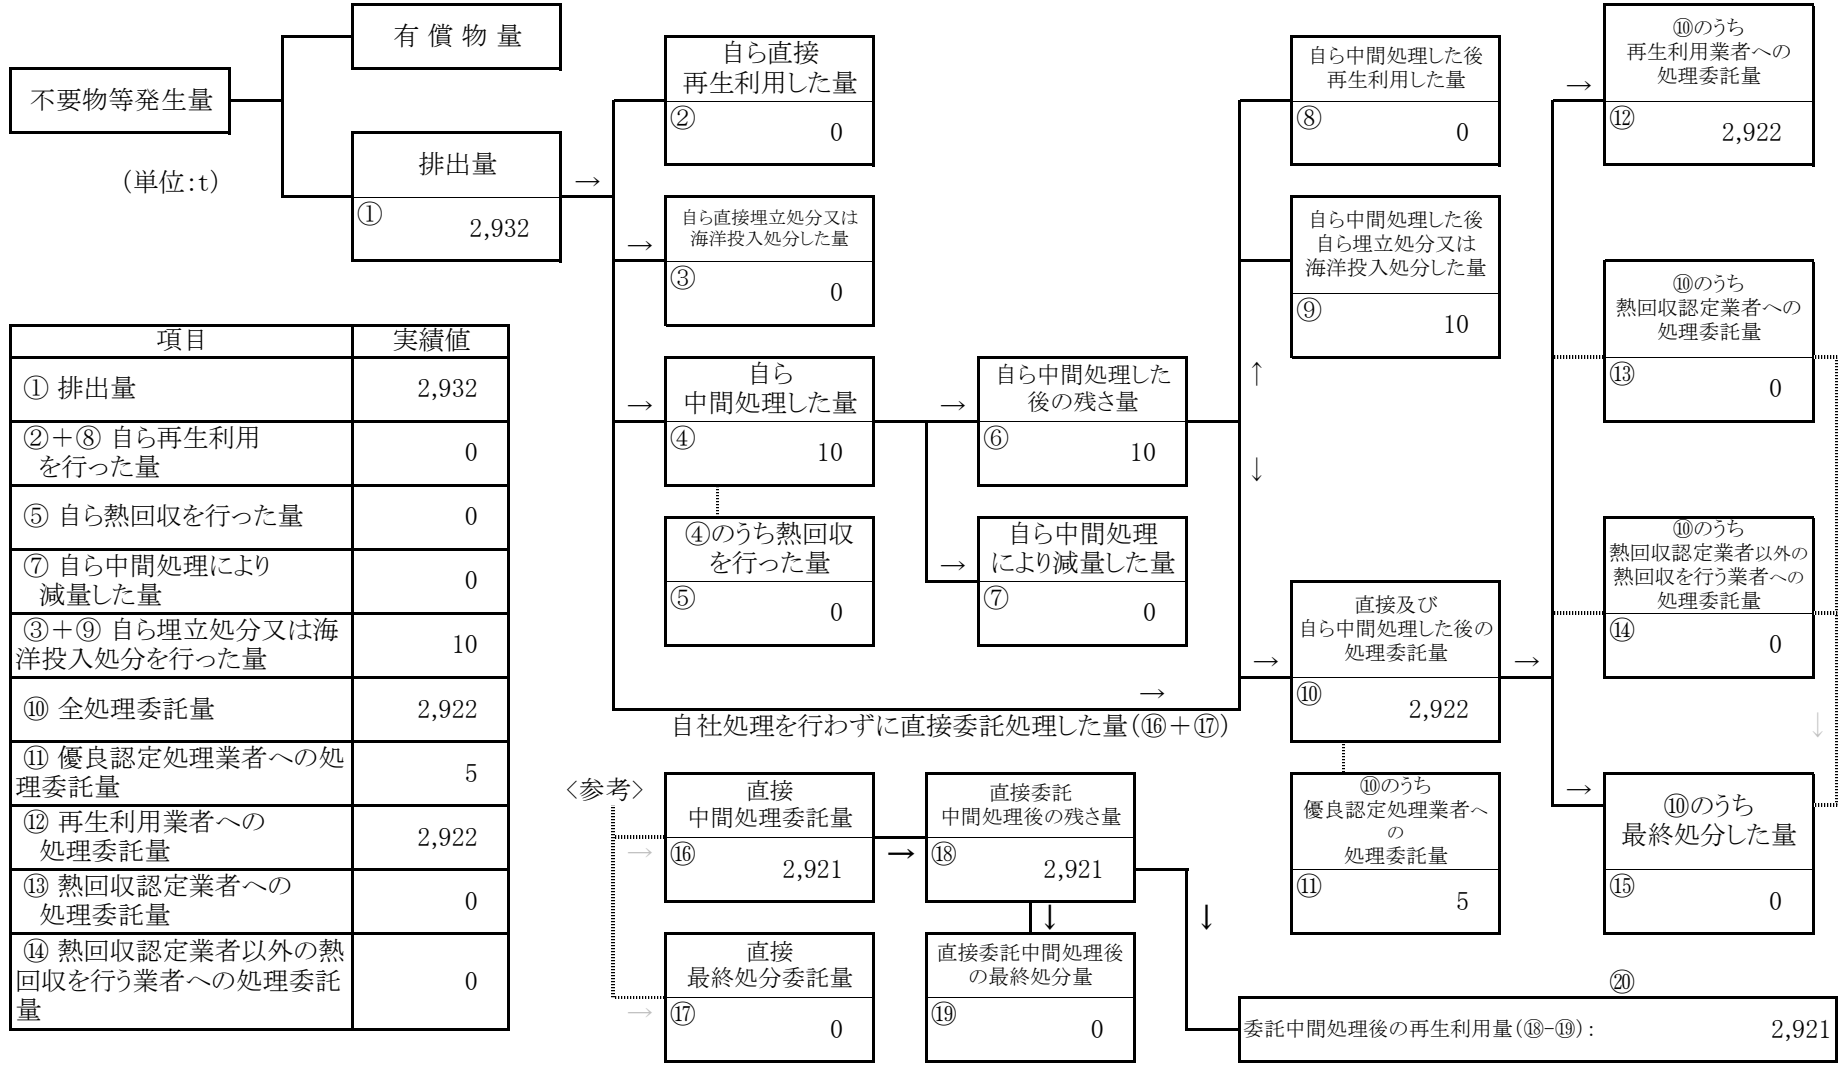 不要物等発生量
有 償 物 量
(単位:t)
排出量
①
2,932
→
自ら直接
再生利用した量
②
0
→
自ら直接埋立処分又は
海洋投入処分した量
③
0
→
自ら
中間処理した量
④
10
④のうち熱回収
を行った量
⑤
0
→
自ら中間処理した
後の残さ量
⑥
10
→
自ら中間処理
により減量した量
⑦
0
↑
↓
自ら中間処理した後
再生利用した量
⑧
0
自ら中間処理した後
自ら埋立処分又は
海洋投入処分した量
⑨
10
→
自社処理を行わずに直接委託処理した量(⑯+⑰)
→
直接及び
自ら中間処理した後の
処理委託量
⑩
2,922
→
⑩のうち
優良認定処理業者へ
の
処理委託量
⑪
5
→
⑩のうち
再生利用業者への
処理委託量
⑫
2,922
⑩のうち
熱回収認定業者への
処理委託量
⑬
0
⑩のうち
熱回収認定業者以外の
熱回収を行う業者への
処理委託量
⑭
0
↓
→
⑩のうち
最終処分した量
⑮
0
項目 実績値
① 排出量 2,932
②+⑧ 自ら再生利用
を行った量 0
⑤ 自ら熱回収を行った量 0
⑦ 自ら中間処理により
減量した量 0
③+⑨ 自ら埋立処分又は海
洋投入処分を行った量 10
⑩ 全処理委託量 2,922
⑪ 優良認定処理業者への処
理委託量 5
⑫ 再生利用業者への
処理委託量 2,922
⑬ 熱回収認定業者への
処理委託量 0
⑭ 熱回収認定業者以外の熱
回収を行う業者への処理委託
量 0
<参考>
→
直接
中間処理委託量
⑯
2,921
→
直接委託
中間処理後の残さ量
⑱
2,921
↓
↓
→
直接
最終処分委託量
⑰
0
直接委託中間処理後
の最終処分量
⑲
0
⑳
委託中間処理後の再生利用量(⑱-⑲): 2,921